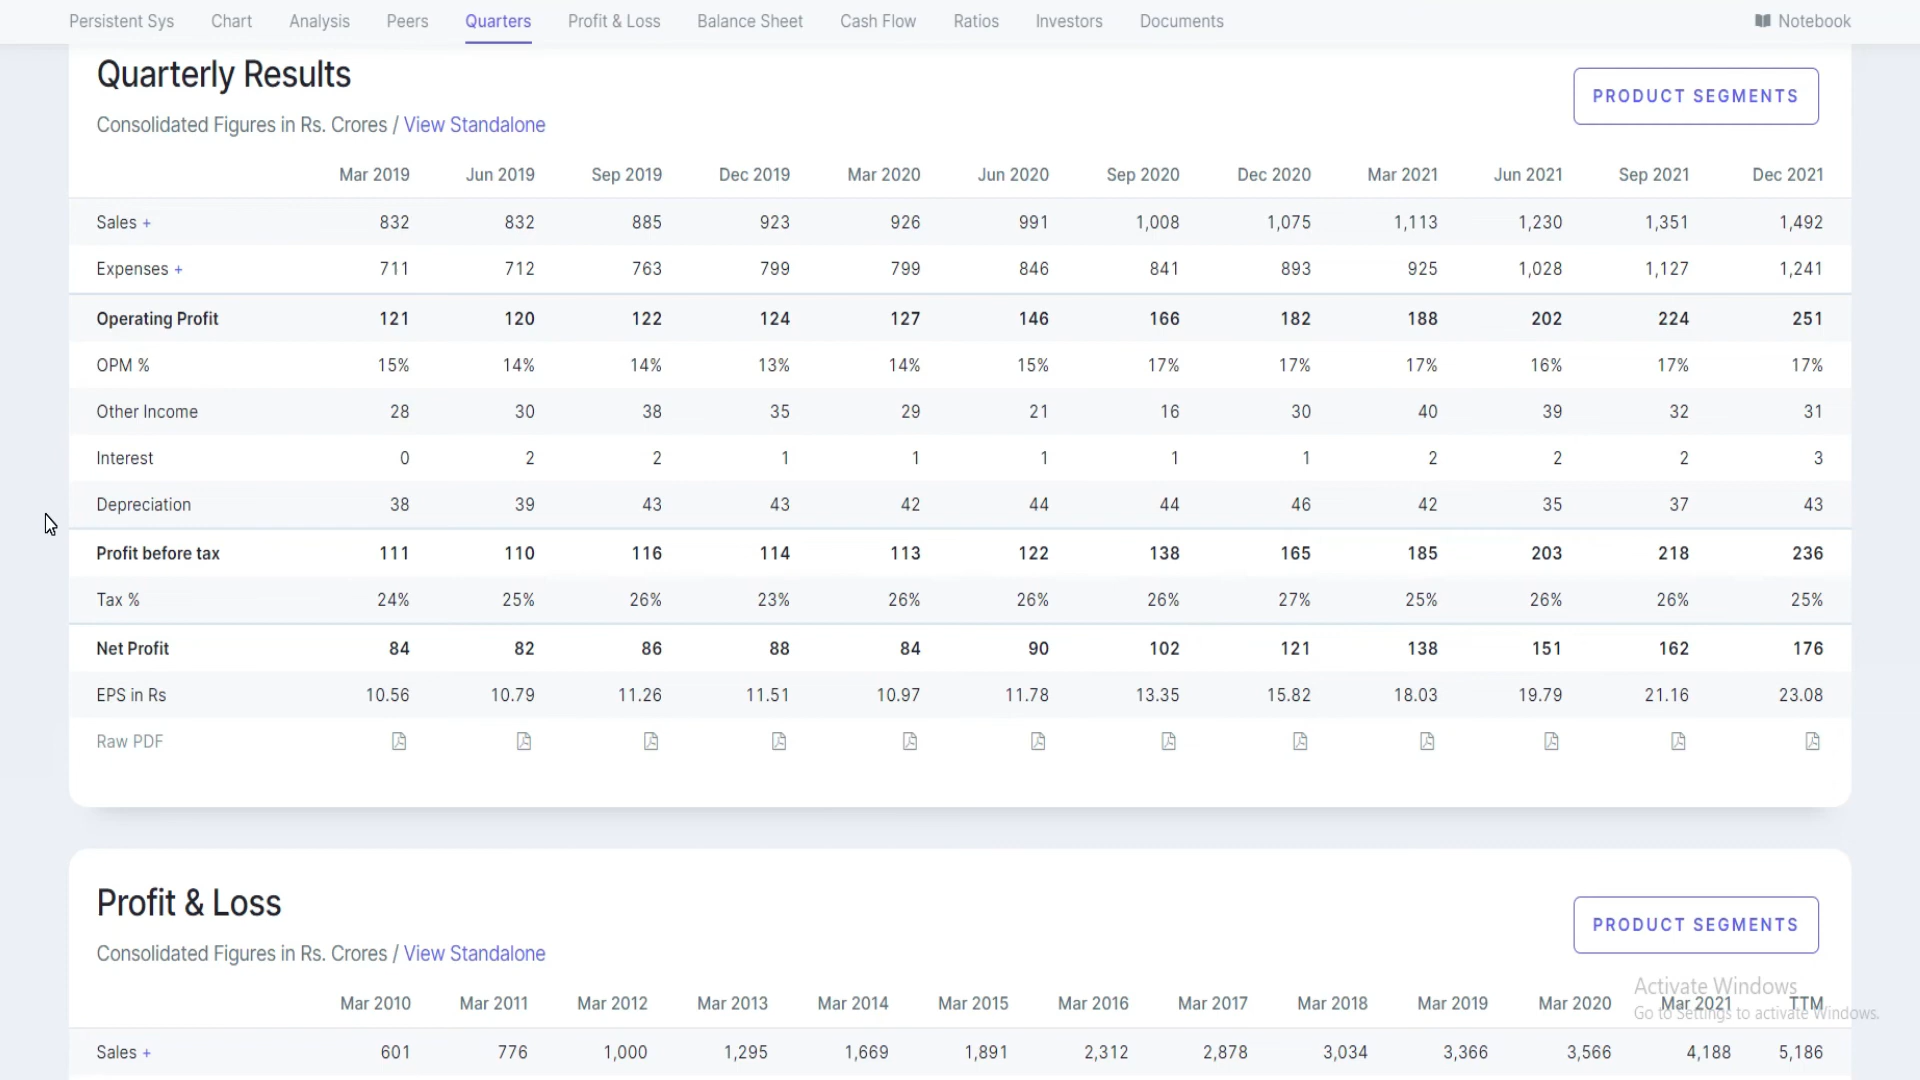 Persistent Sys Chart Analysis Peers Quarters Profit & Loss Balance Sheet Cash Flow Ratios Investors Documents Notebook
Quarterly Results
PRODUCT SEGMENTS
Consolidated Figures in Rs. Crores / View Standalone
Mar 2019 Jun 2019 Sep 2019 Dec 2019 Mar 2020 Jun 2020 Sep 2020 Dec 2020 Mar 2021 Jun 2021 Sep 2021 Dec 2021
Sales + 832 832 885 923 926 991 1,008 1,075 1,113 1,230 1,351 1,492
Expenses + 711 712 763 799 799 846 841 893 925 1,028 1,127 1,241
Operating Profit 121 120 122 124 127 146 166 182 188 202 224 251
OPM % 15% 14% 14% 13% 14% 15% 17% 17% 17% 16% 17% 17%
Other Income 28 30 38 35 29 21 16 30 40 39 32 31
Interest 0 2 2 1 1 1 1 1 2 2 2 3
Depreciation 38 39 43 43 42 44 44 46 42 35 37 43
Profit before tax 111 110 116 114 113 122 138 165 185 203 218 236
Tax % 24% 25% 26% 23% 26% 26% 26% 27% 25% 26% 26% 25%
Net Profit 84 82 86 88 84 90 102 121 138 151 162 176
EPS in Rs 10.56 10.79 11.26 11.51 10.97 11.78 13.35 15.82 18.03 19.79 21.16 23.08
Raw PDF
Profit & Loss
PRODUCT SEGMENTS
Consolidated Figures in Rs. Crores / View Standalone
Activate Windows
Go to Settings to activate Windows.
Mar 2010 Mar 2011 Mar 2012 Mar 2013 Mar 2014 Mar 2015 Mar 2016 Mar 2017 Mar 2018 Mar 2019 Mar 2020 Mar 2021 TTM
Sales + 601 776 1,000 1,295 1,669 1,891 2,312 2,878 3,034 3,366 3,566 4,188 5,186